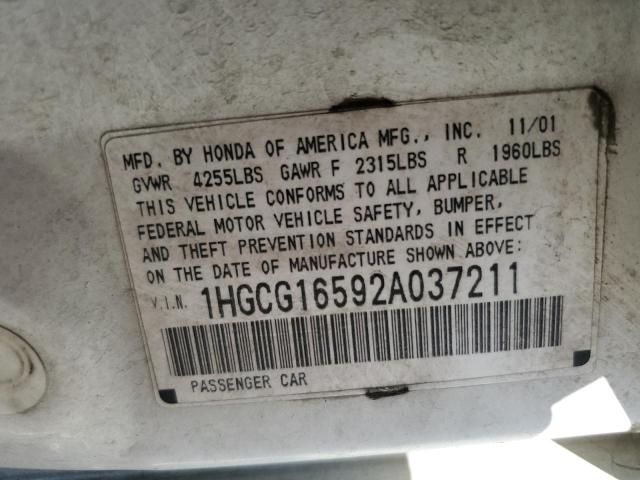 MFD. BY HONDA OF AMERICA MFG., INC. 11/01
GVWR 4255LBS GAWR F 2315LBS R 1960LBS
THIS VEHICLE CONFORMS TO ALL APPLICABLE
FEDERAL MOTOR VEHICLE SAFETY, BUMPER,
AND THEFT PREVENTION STANDARDS IN EFFECT
ON THE DATE OF MANUFACTURE SHOWN ABOVE:
V.I.N. 1HGCG16592A037211
PASSENGER CAR